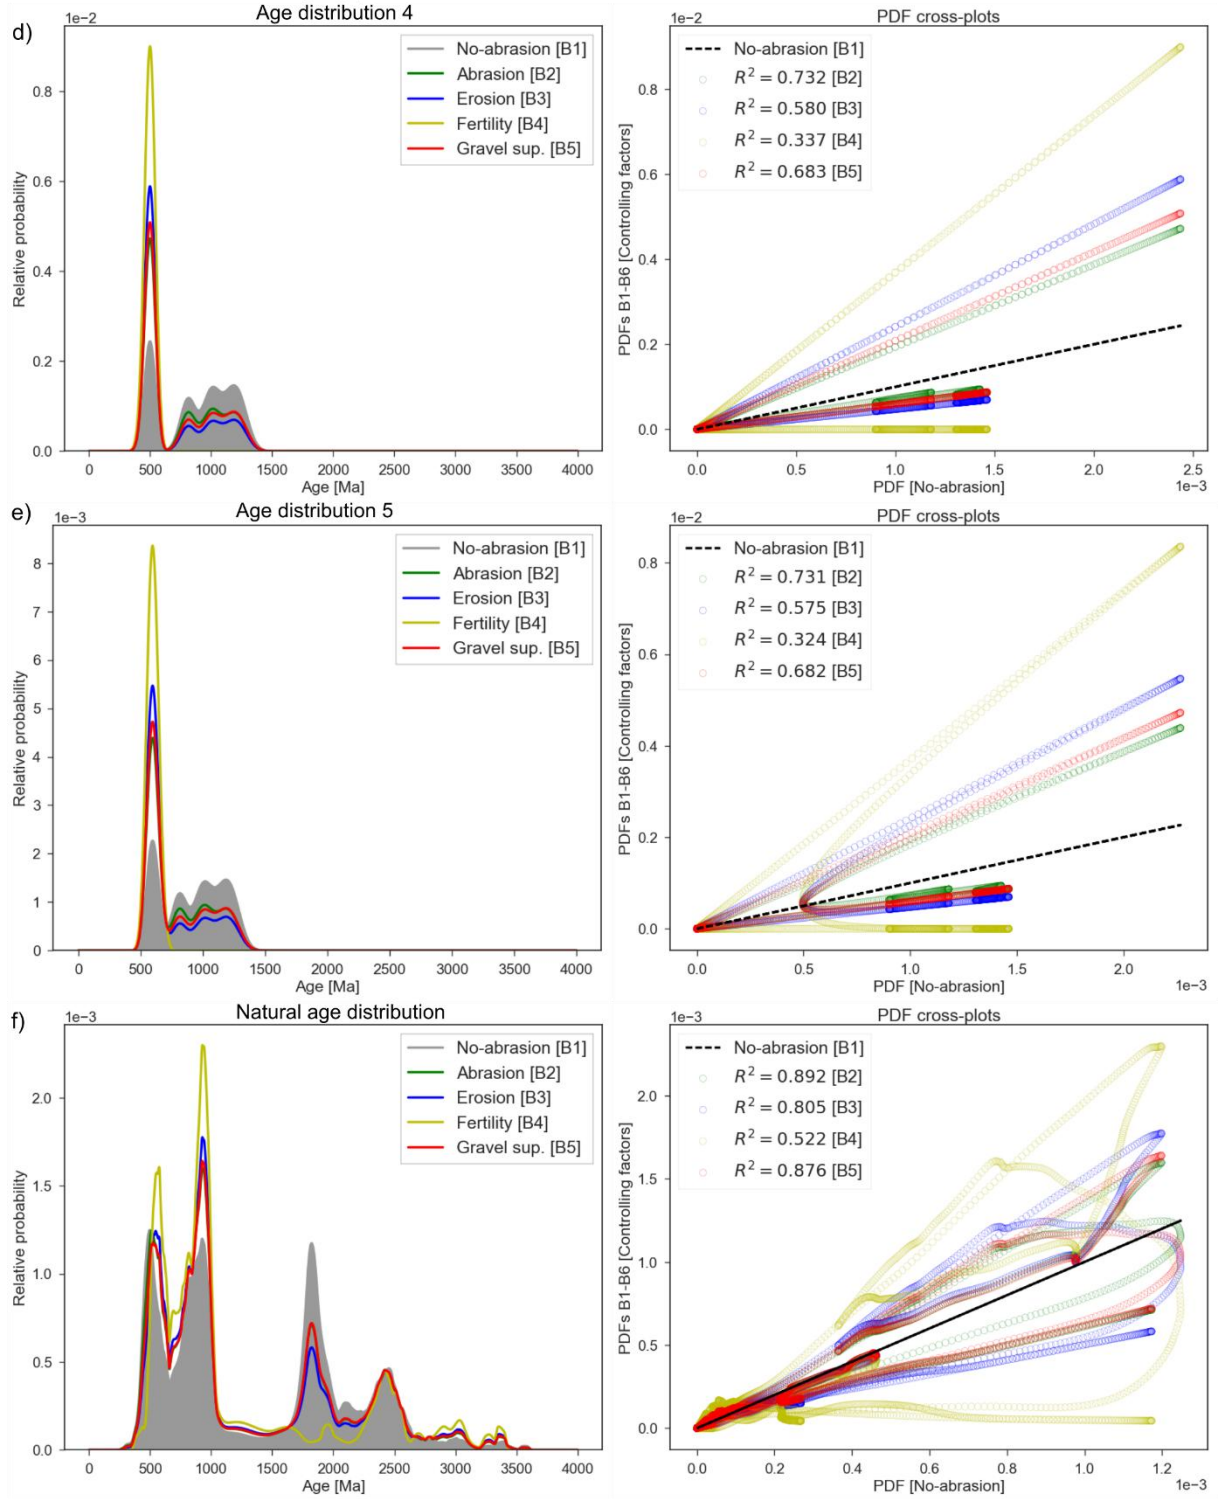 d)
Age distribution 4
1e−2
Relative probability
0.8
0.6
0.4
0.2
0.0
No-abrasion [B1]
Abrasion [B2]
Erosion [B3]
Fertility [B4]
Gravel sup. [B5]
0 500 1000 1500 2000 2500 3000 3500 4000
Age [Ma]
PDF cross-plots
1e−2
PDFs B1-B6 [Controlling factors]
0.8
0.6
0.4
0.2
0.0
No-abrasion [B1]
R² = 0.732 [B2]
R² = 0.580 [B3]
R² = 0.337 [B4]
R² = 0.683 [B5]
0.0 0.5 1.0 1.5 2.0 2.5
PDF [No-abrasion]
1e−3
e)
Age distribution 5
1e−3
Relative probability
8
7
6
5
4
3
2
1
0
No-abrasion [B1]
Abrasion [B2]
Erosion [B3]
Fertility [B4]
Gravel sup. [B5]
0 500 1000 1500 2000 2500 3000 3500 4000
Age [Ma]
PDF cross-plots
1e−2
PDFs B1-B6 [Controlling factors]
0.8
0.6
0.4
0.2
0.0
No-abrasion [B1]
R² = 0.731 [B2]
R² = 0.575 [B3]
R² = 0.324 [B4]
R² = 0.682 [B5]
0.0 0.5 1.0 1.5 2.0
PDF [No-abrasion]
1e−3
f)
Natural age distribution
1e−3
Relative probability
2.0
1.5
1.0
0.5
0.0
No-abrasion [B1]
Abrasion [B2]
Erosion [B3]
Fertility [B4]
Gravel sup. [B5]
0 500 1000 1500 2000 2500 3000 3500 4000
Age [Ma]
PDF cross-plots
1e−3
PDFs B1-B6 [Controlling factors]
2.0
1.5
1.0
0.5
0.0
No-abrasion [B1]
R² = 0.892 [B2]
R² = 0.805 [B3]
R² = 0.522 [B4]
R² = 0.876 [B5]
0.0 0.2 0.4 0.6 0.8 1.0 1.2
PDF [No-abrasion]
1e−3